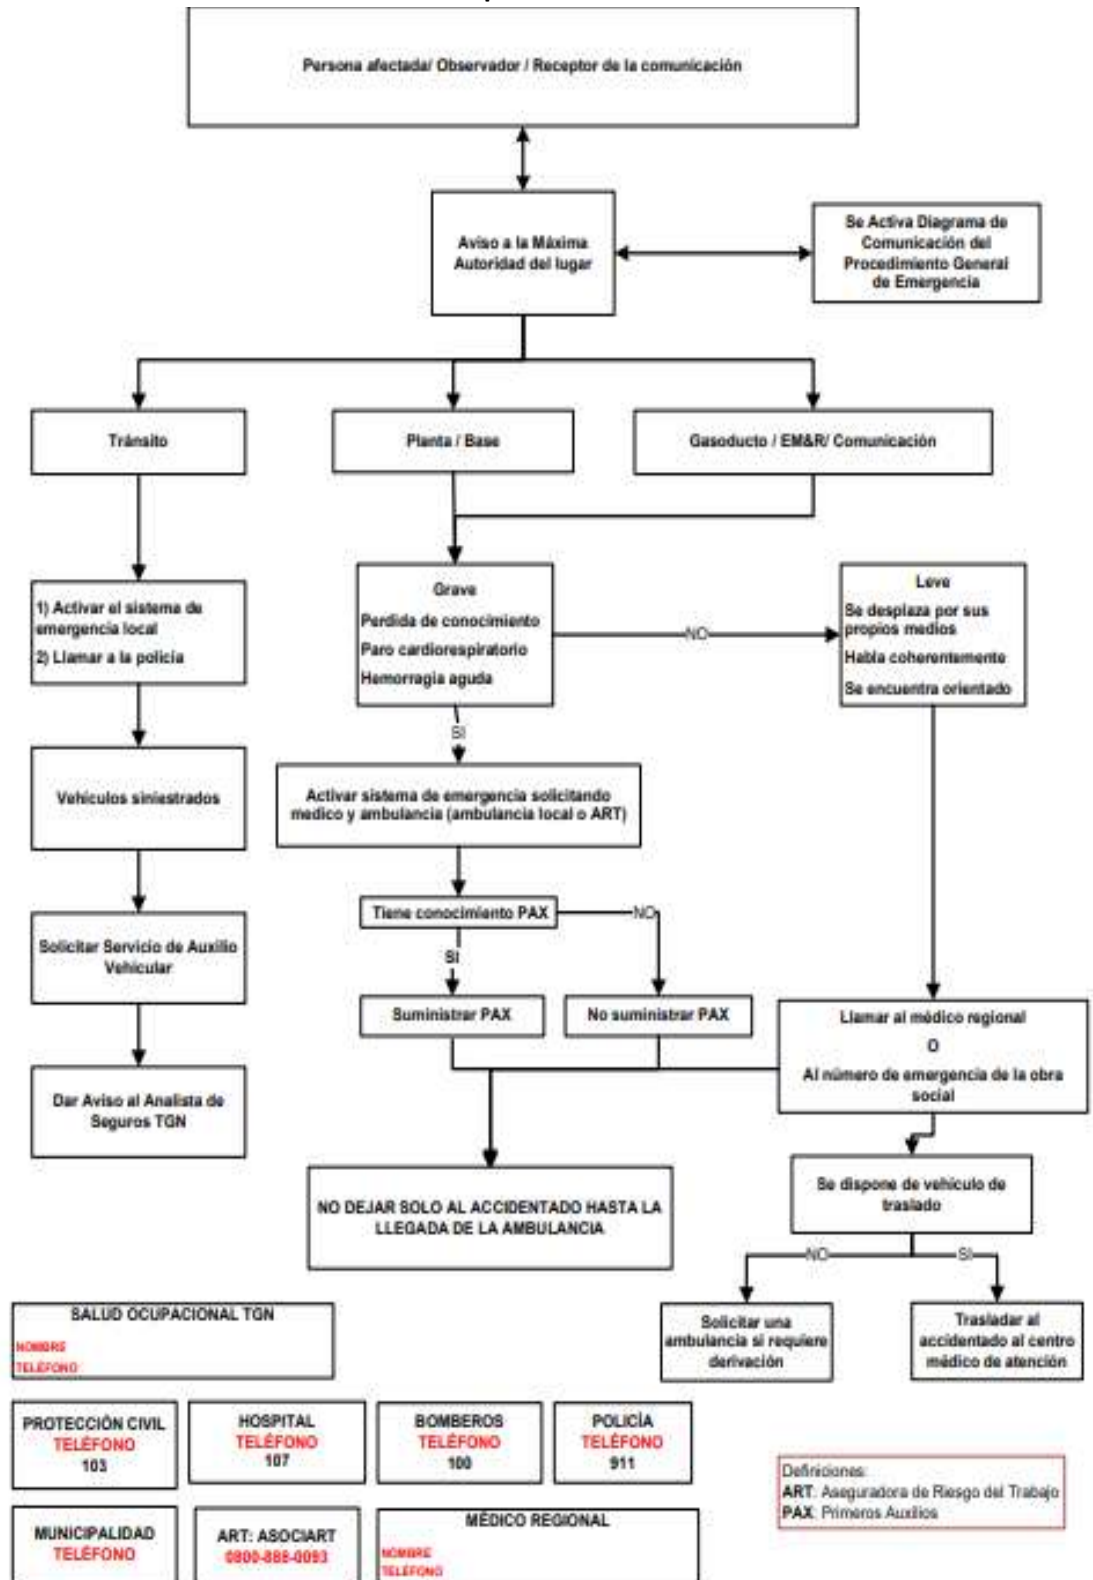 Persona afectada/ Observador / Receptor de la comunicación
Aviso a la Máxima
Autoridad del lugar
Se Activa Diagrama de
Comunicación del
Procedimiento General
de Emergencia
Tránsito
Planta / Base
Gasoducto / EM&R/ Comunicación
1) Activar el sistema de
emergencia local
2) Llamar a la policía
Grave
Perdida de conocimiento
Paro cardiorespiratorio
Hemorragia aguda
NO
Leve
Se desplaza por sus
propios medios
Habla coherentemente
Se encuentra orientado
SI
Vehículos siniestrados
Activar sistema de emergencia solicitando
medico y ambulancia (ambulancia local o ART)
Tiene conocimiento PAX
NO
SI
Solicitar Servicio de Auxilio
Vehicular
Suministrar PAX
No suministrar PAX
Llamar al médico regional
O
Al número de emergencia de la obra
social
Dar Aviso al Analista de
Seguros TGN
NO DEJAR SOLO AL ACCIDENTADO HASTA LA
LLEGADA DE LA AMBULANCIA
Se dispone de vehículo de
traslado
NO
SI
Solicitar una
ambulancia si requiere
derivación
Trasladar al
accidentado al centro
médico de atención
SALUD OCUPACIONAL TGN
NOMBRE
TELÉFONO
PROTECCIÓN CIVIL
TELÉFONO
103
HOSPITAL
TELÉFONO
107
BOMBEROS
TELÉFONO
100
POLICÍA
TELÉFONO
911
Definiciones:
ART: Aseguradora de Riesgo del Trabajo
PAX: Primeros Auxilios
MUNICIPALIDAD
TELÉFONO
ART: ASOCIART
0800-888-0093
MÉDICO REGIONAL
NOMBRE
TELÉFONO